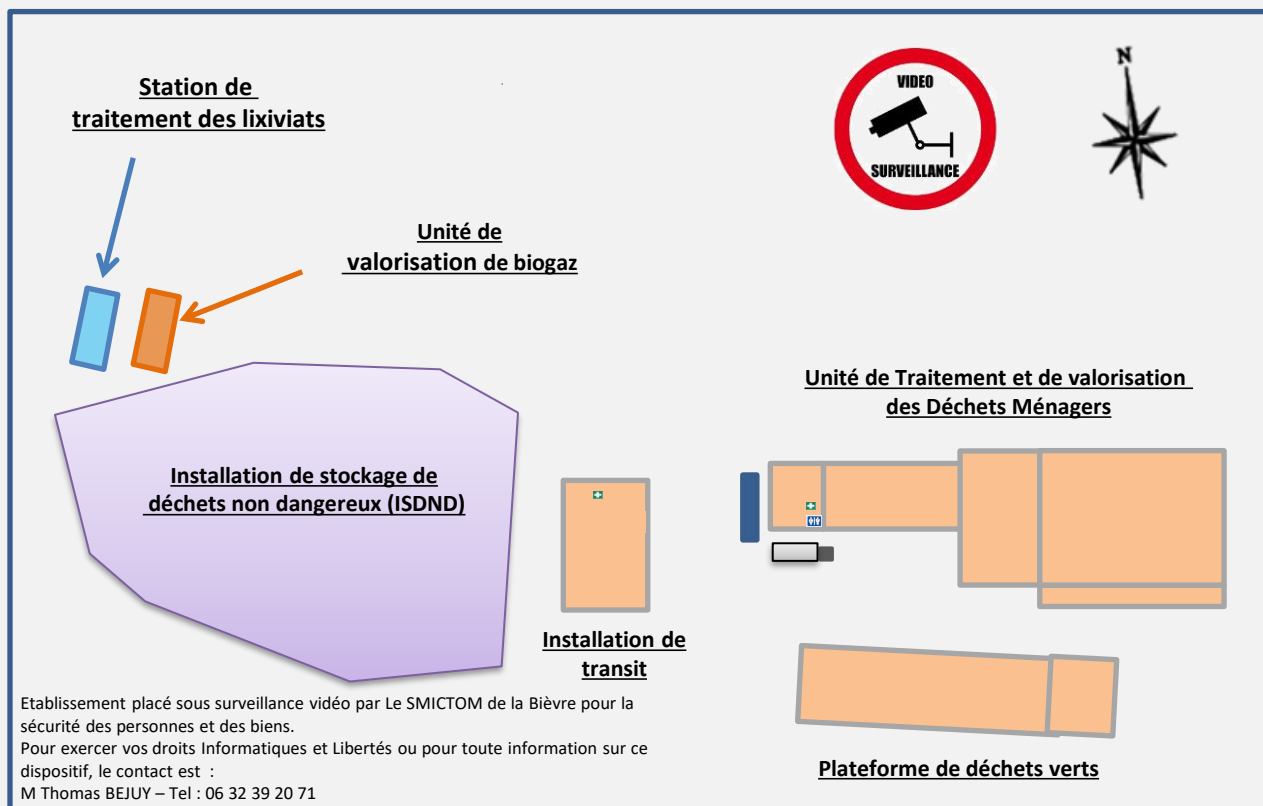 Station de
traitement des lixiviats
VIDEO
SURVEILLANCE
N
Unité de
valorisation de biogaz
Unité de Traitement et de valorisation
des Déchets Ménagers
Installation de stockage de
déchets non dangereux (ISDND)
Installation de
transit
Plateforme de déchets verts
Etablissement placé sous surveillance vidéo par Le SMICTOM de la Bièvre pour la
sécurité des personnes et des biens.
Pour exercer vos droits Informatiques et Libertés ou pour toute information sur ce
dispositif, le contact est :
M Thomas BEJUY – Tel : 06 32 39 20 71